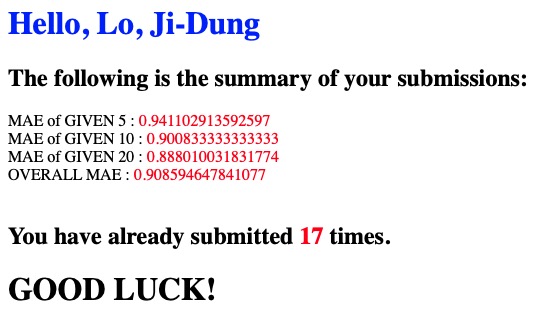 Hello, Lo, Ji-Dung
The following is the summary of your submissions:
MAE of GIVEN 5 : 0.941102913592597
MAE of GIVEN 10 : 0.900833333333333
MAE of GIVEN 20 : 0.888010031831774
OVERALL MAE : 0.908594647841077
You have already submitted 17 times.
GOOD LUCK!